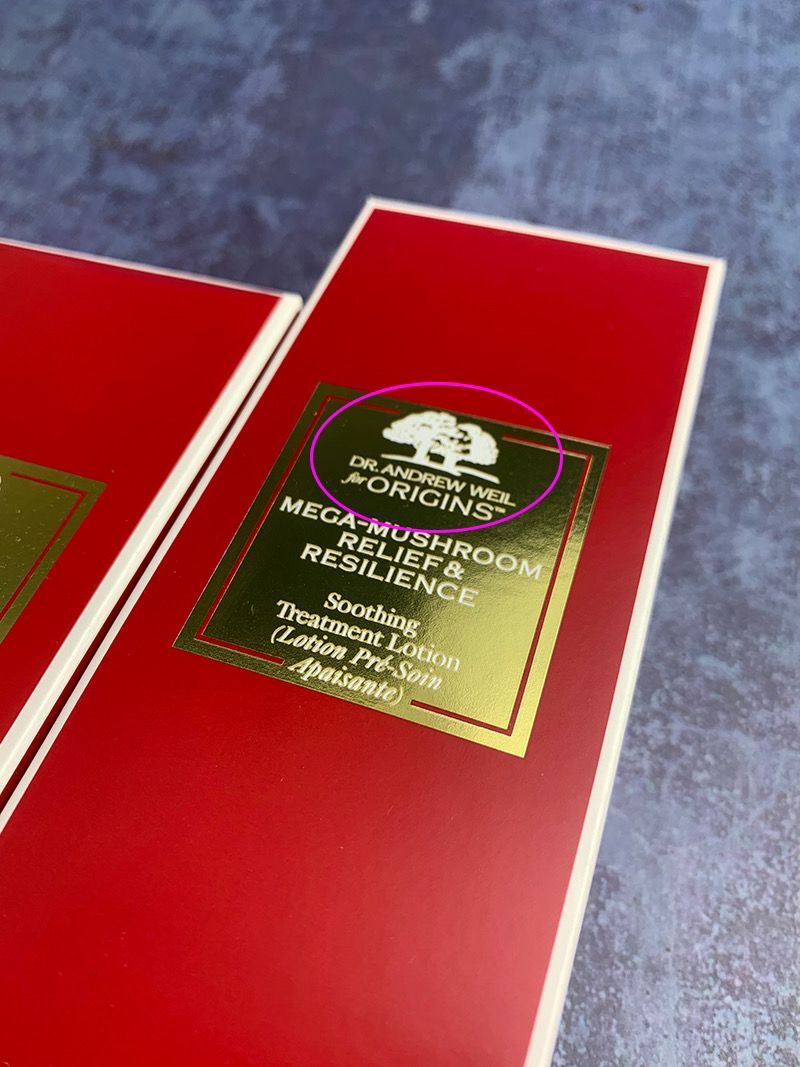 DR. ANDREW WEIL
for ORIGINS™
MEGA-MUSHROOM
RELIEF &
RESILIENCE
Soothing
Treatment Lotion
(Lotion Pré-Soin
Apaisante)